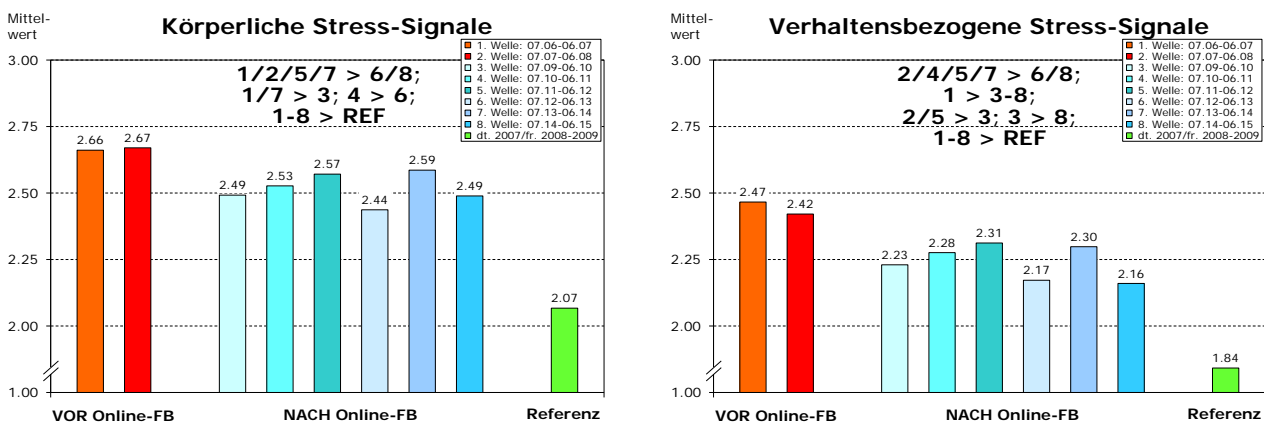 Mittel-
wert
Körperliche Stress-Signale
1. Welle: 07.06-06.07
2. Welle: 07.07-06.08
3. Welle: 07.09-06.10
4. Welle: 07.10-06.11
5. Welle: 07.11-06.12
6. Welle: 07.12-06.13
7. Welle: 07.13-06.14
8. Welle: 07.14-06.15
dt. 2007/fr. 2008-2009
1/2/5/7 > 6/8;
1/7 > 3; 4 > 6;
1-8 > REF
3.00
2.75
2.50
2.25
2.00
1.00
2.66
2.67
2.49
2.53
2.57
2.44
2.59
2.49
2.07
VOR Online-FB
NACH Online-FB
Referenz
Mittel-
wert
Verhaltensbezogene Stress-Signale
1. Welle: 07.06-06.07
2. Welle: 07.07-06.08
3. Welle: 07.09-06.10
4. Welle: 07.10-06.11
5. Welle: 07.11-06.12
6. Welle: 07.12-06.13
7. Welle: 07.13-06.14
8. Welle: 07.14-06.15
dt. 2007/fr. 2008-2009
2/4/5/7 > 6/8;
1 > 3-8;
2/5 > 3; 3 > 8;
1-8 > REF
3.00
2.75
2.50
2.25
2.00
1.00
2.47
2.42
2.23
2.28
2.31
2.17
2.30
2.16
1.84
VOR Online-FB
NACH Online-FB
Referenz